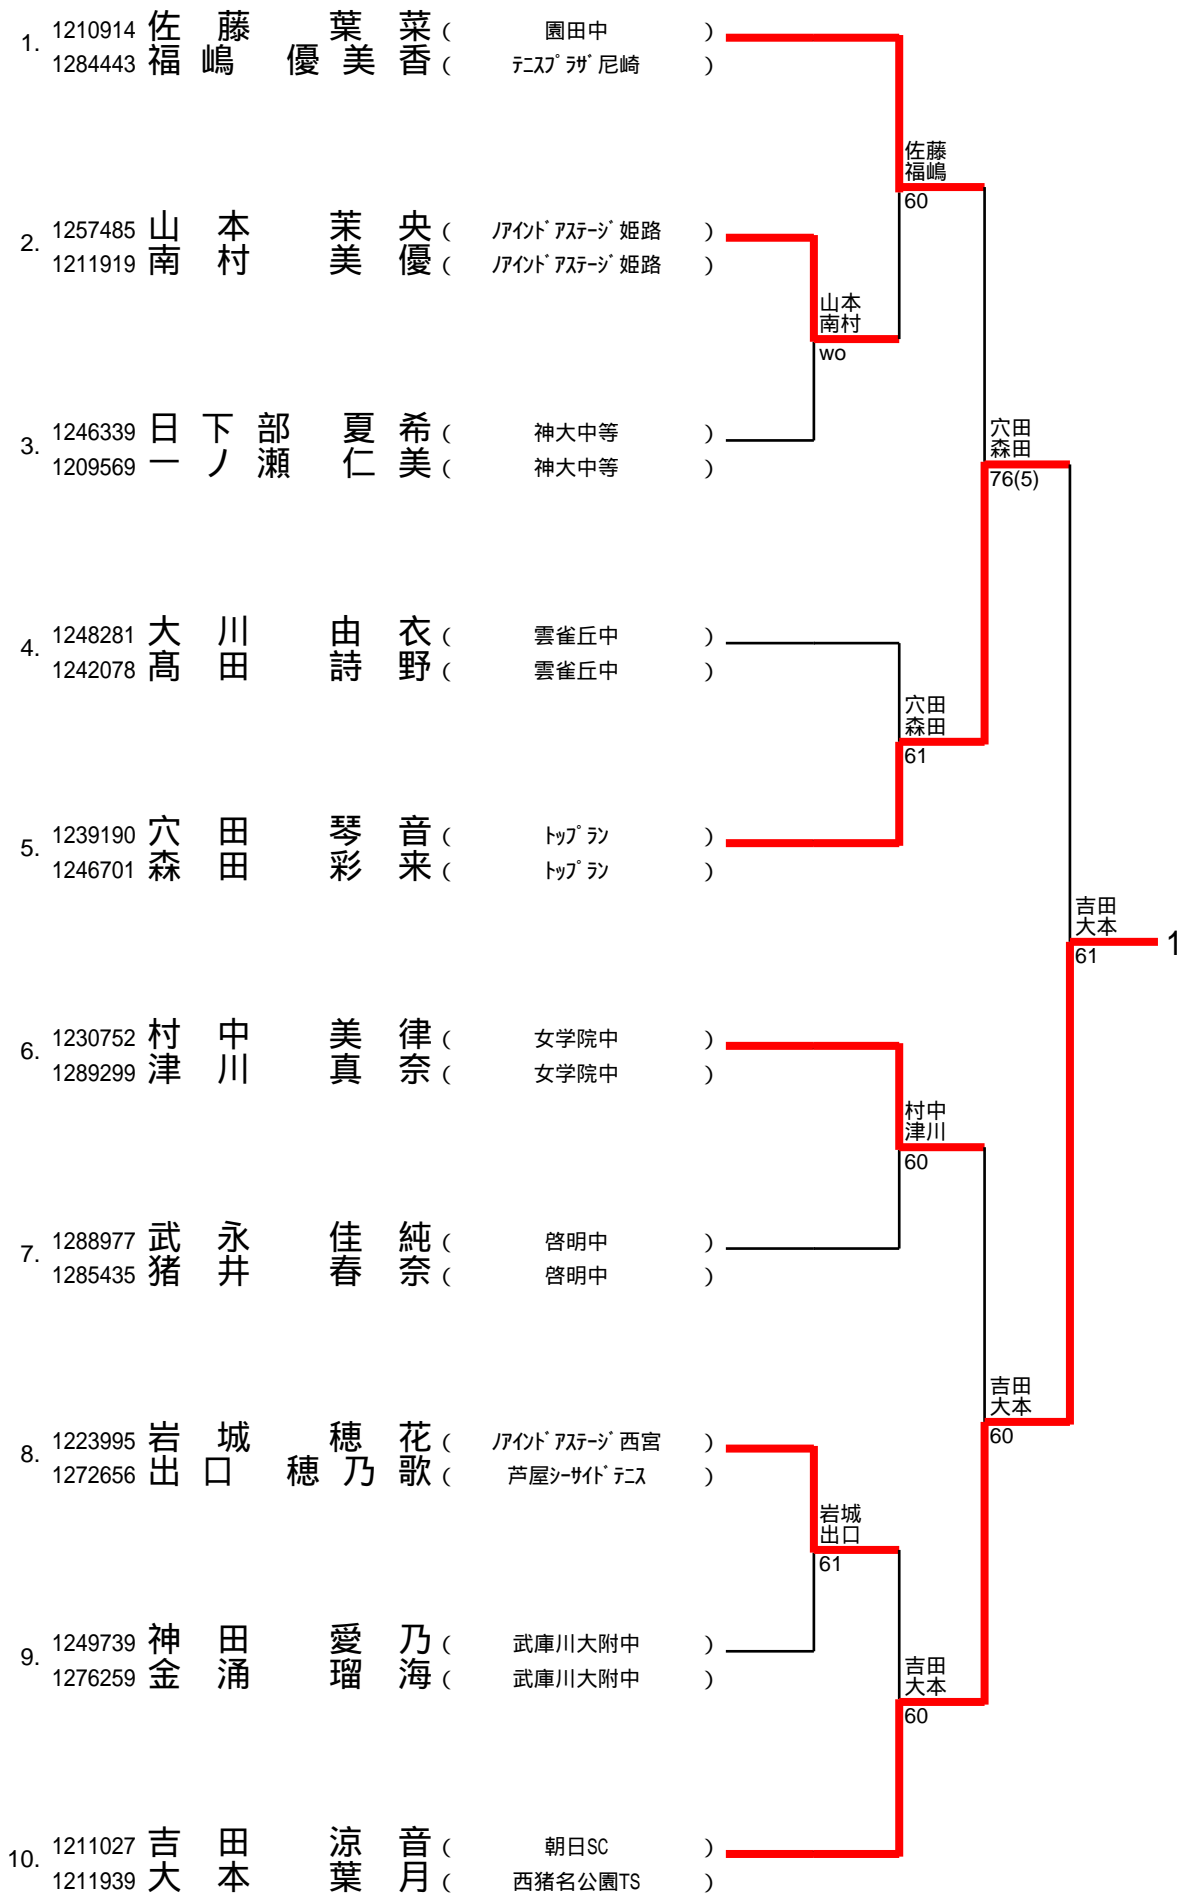 1. 1210914 佐藤 葉菜 ( 園田中 )
1284443 福嶋 優美香 ( ﾃﾆｽﾌﾟﾗｻﾞ尼崎 )
佐藤
福嶋
60
2. 1257485 山本 茉央 ( ﾉｱｲﾝﾄﾞｱｽﾃｰｼﾞ姫路 )
1211919 南村 美優 ( ﾉｱｲﾝﾄﾞｱｽﾃｰｼﾞ姫路 )
山本
南村
wo
3. 1246339 日下部 夏希 ( 神大中等 )
1209569 一ノ瀬 仁美 ( 神大中等 )
穴田
森田
76(5)
4. 1248281 大川 由衣 ( 雲雀丘中 )
1242078 髙田 詩野 ( 雲雀丘中 )
穴田
森田
61
5. 1239190 穴田 琴音 ( ﾄｯﾌﾟﾗﾝ )
1246701 森田 彩来 ( ﾄｯﾌﾟﾗﾝ )
吉田
大本
61
1
6. 1230752 村中 美律 ( 女学院中 )
1289299 津川 真奈 ( 女学院中 )
村中
津川
60
7. 1288977 武永 佳純 ( 啓明中 )
1285435 猪井 春奈 ( 啓明中 )
吉田
大本
60
8. 1223995 岩城 穂花 ( ﾉｱｲﾝﾄﾞｱｽﾃｰｼﾞ西宮 )
1272656 出口 穂乃歌 ( 芦屋ｼｰｻｲﾄﾞﾃﾆｽ )
岩城
出口
61
9. 1249739 神田 愛乃 ( 武庫川大附中 )
1276259 金涌 瑠海 ( 武庫川大附中 )
吉田
大本
60
10. 1211027 吉田 涼音 ( 朝日SC )
1211939 大本 葉月 ( 西猪名公園TS )